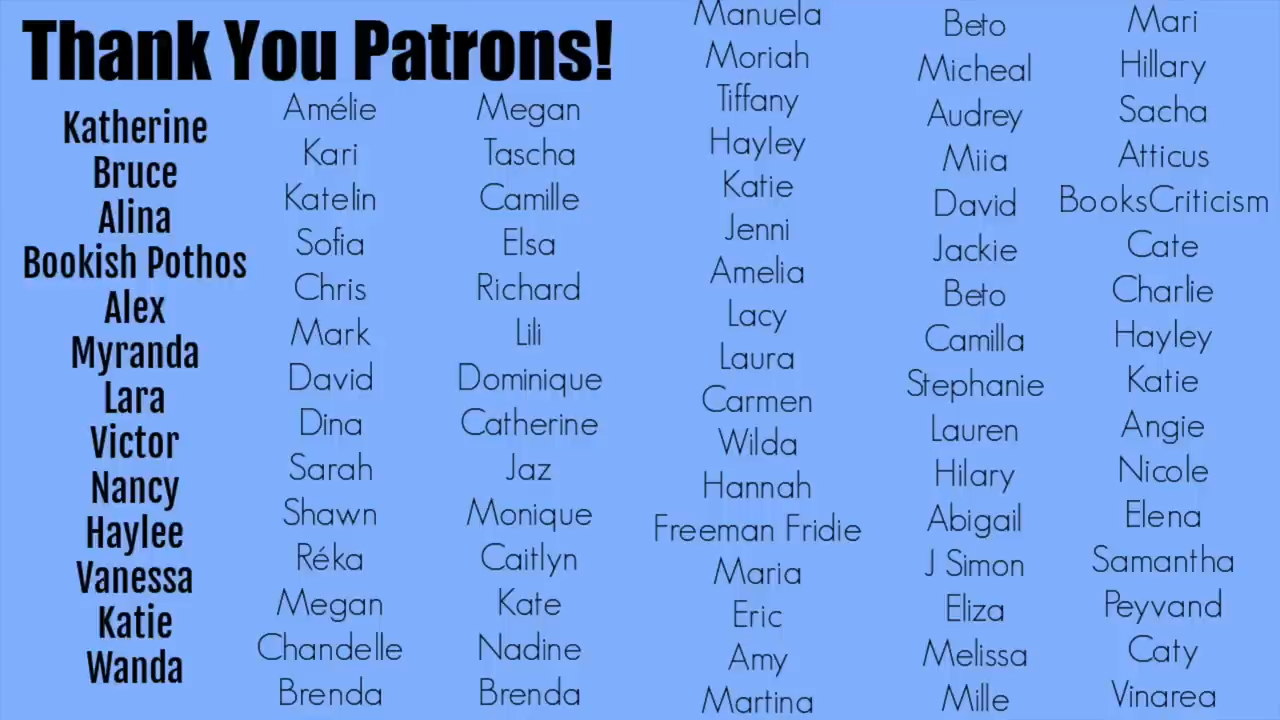 Thank You Patrons!
Katherine
Bruce
Alina
Bookish Pothos
Alex
Myranda
Lara
Victor
Nancy
Haylee
Vanessa
Katie
Wanda
Amélie
Kari
Katelin
Sofia
Chris
Mark
David
Dina
Sarah
Shawn
Réka
Megan
Chandelle
Brenda
Megan
Tascha
Camille
Elsa
Richard
Lili
Dominique
Catherine
Jaz
Monique
Caitlyn
Kate
Nadine
Brenda
Manuela
Moriah
Tiffany
Hayley
Katie
Jenni
Amelia
Lacy
Laura
Carmen
Wilda
Hannah
Freeman Fridie
Maria
Eric
Amy
Martina
Beto
Micheal
Audrey
Miia
David
Jackie
Beto
Camilla
Stephanie
Lauren
Hilary
Abigail
J Simon
Eliza
Melissa
Mille
Mari
Hillary
Sacha
Atticus
BooksCriticism
Cate
Charlie
Hayley
Katie
Angie
Nicole
Elena
Samantha
Peyvand
Caty
Vinarea